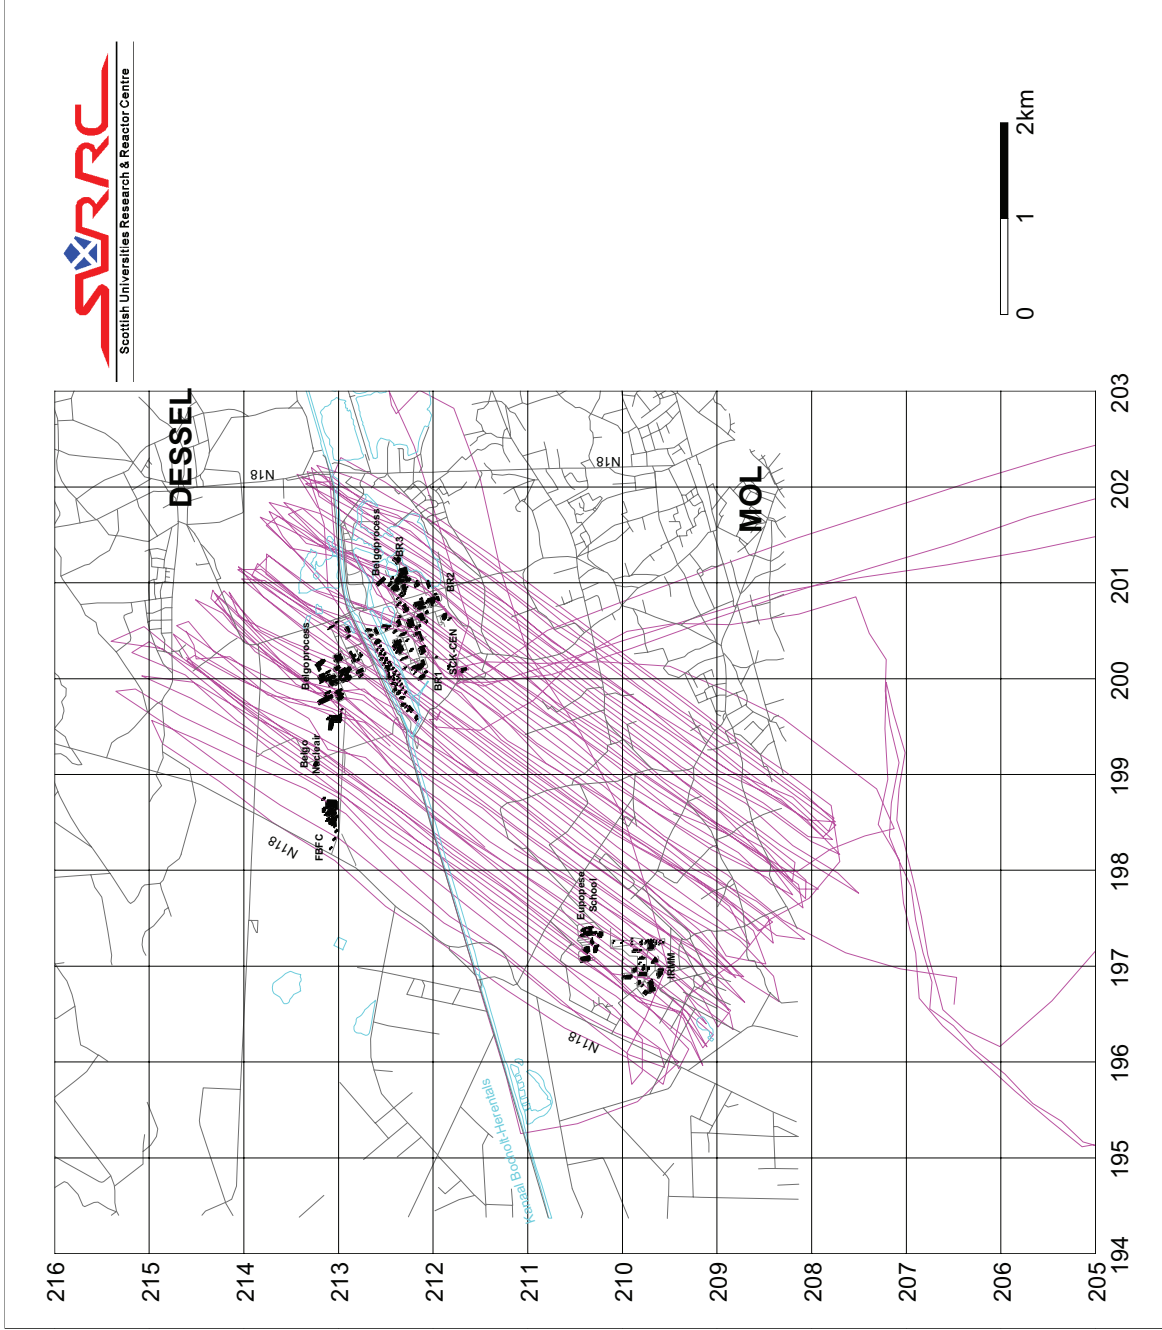 SURRC
Scottish Universities Research & Reactor Centre
0 1 2km
DESSEL
MOL
N18
N18
N118
N118
Belgoprocess
BR3
BR2
SCK-CEN
BR1
Belgoprocess
Belgo
Nucleair
FBFC
Eupopese
School
IRMM
Kanaal Bocholt-Herentals
216
215
214
213
212
211
210
209
208
207
206
205
194
195
196
197
198
199
200
201
202
203